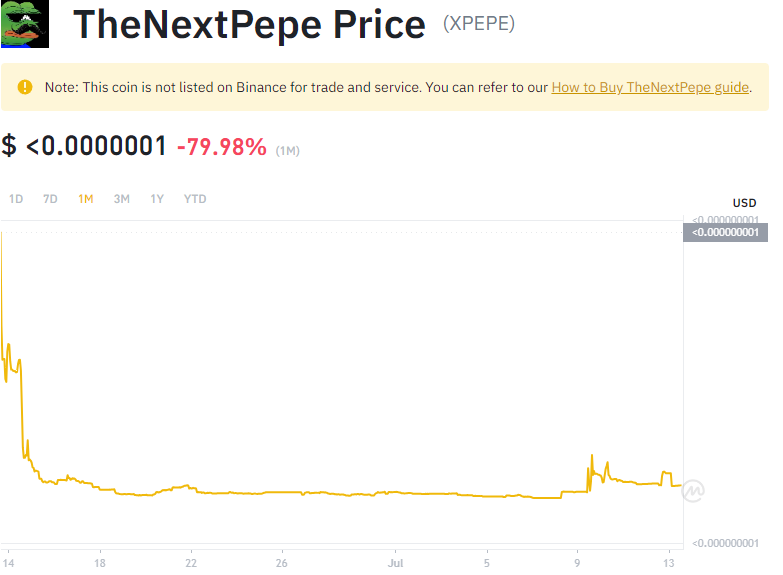 TheNextPepe Price (XPEPE)
Note: This coin is not listed on Binance for trade and service. You can refer to our How to Buy TheNextPepe guide.
$ <0.0000001 -79.98% (1M)
1D 7D 1M 3M 1Y YTD
USD
<0.000000001
<0.000000001
<0.000000001
14 18 22 26 Jul 5 9 13